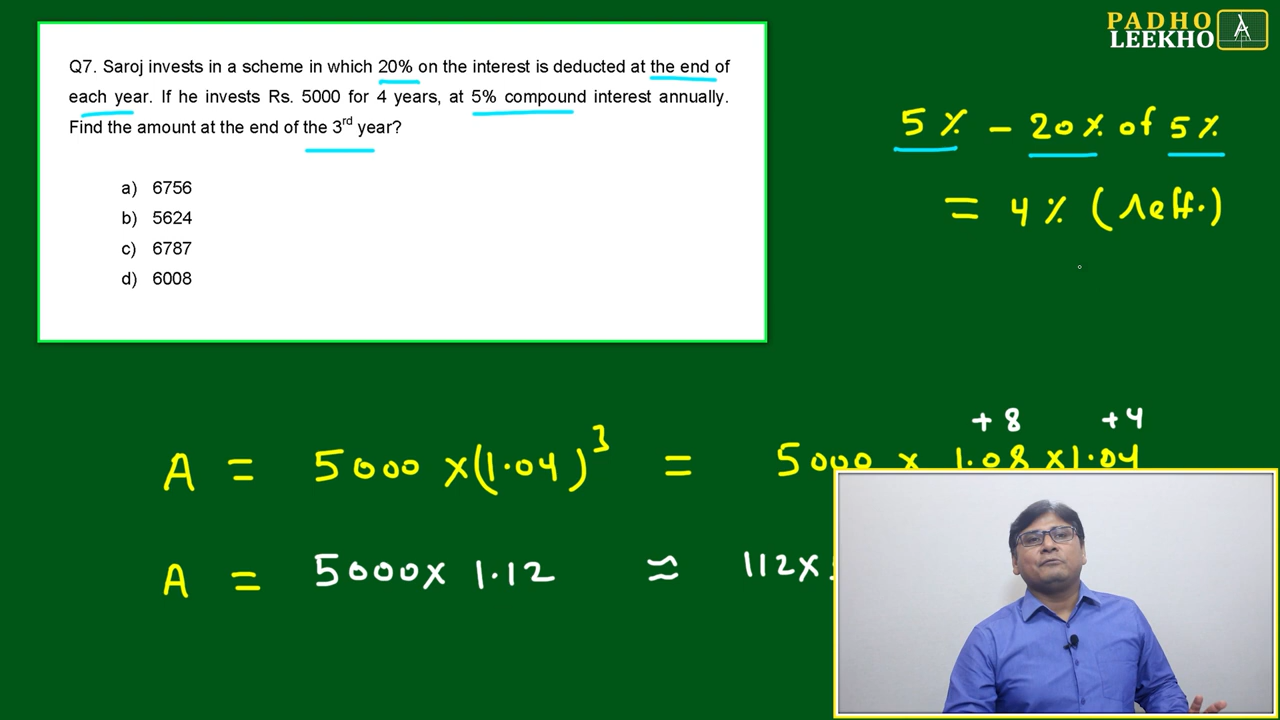 PADHO
LEEKHO
Q7. Saroj invests in a scheme in which 20% on the interest is deducted at the end of
each year. If he invests Rs. 5000 for 4 years, at 5% compound interest annually.
Find the amount at the end of the 3rd year?
a) 6756
b) 5624
c) 6787
d) 6008
5% - 20% of 5%
= 4% (reff.)
+8 +4
A = 5000 x (1.04)³ = 5000 x 1.08 x 1.04
A = 5000 x 1.12 ≈ 112 x